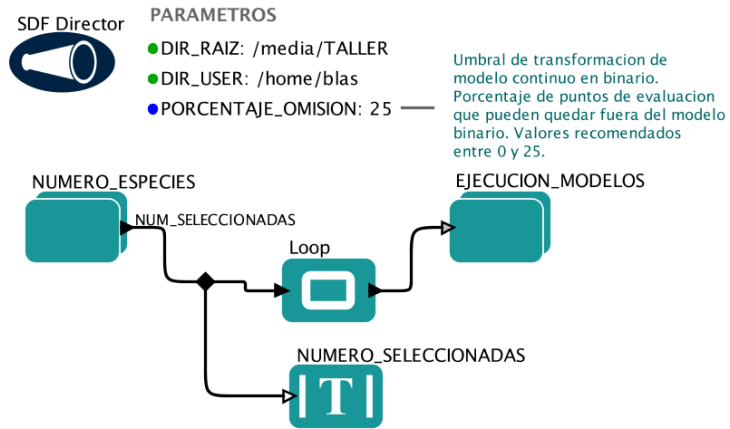 SDF Director
PARAMETROS
DIR_RAIZ: /media/TALLER
DIR_USER: /home/blas
PORCENTAJE_OMISION: 25
Umbral de transformacion de
modelo continuo en binario.
Porcentaje de puntos de evaluacion
que pueden quedar fuera del modelo
binario. Valores recomendados
entre 0 y 25.
NUMERO_ESPECIES
NUM_SELECCIONADAS
Loop
EJECUCION_MODELOS
NUMERO_SELECCIONADAS
T